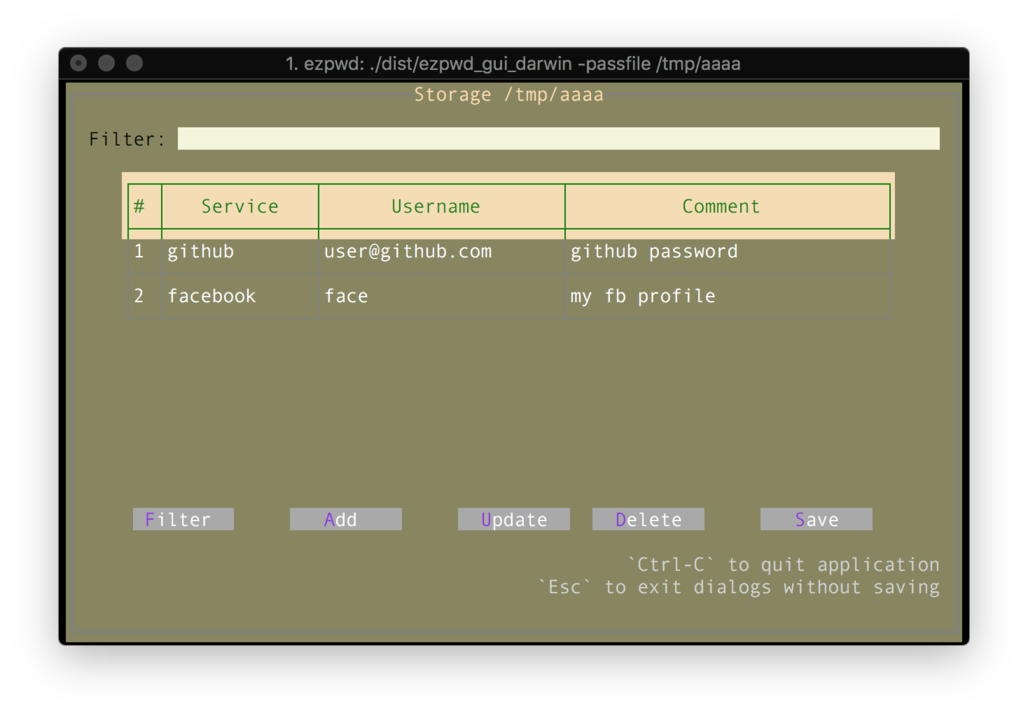 1. ezpwd: ./dist/ezpwd_gui_darwin -passfile /tmp/aaaa
Storage /tmp/aaaa
Filter:
# Service Username Comment
1 github user@github.com github password
2 facebook face my fb profile
Filter Add Update Delete Save
`Ctrl-C` to quit application
`Esc` to exit dialogs without saving